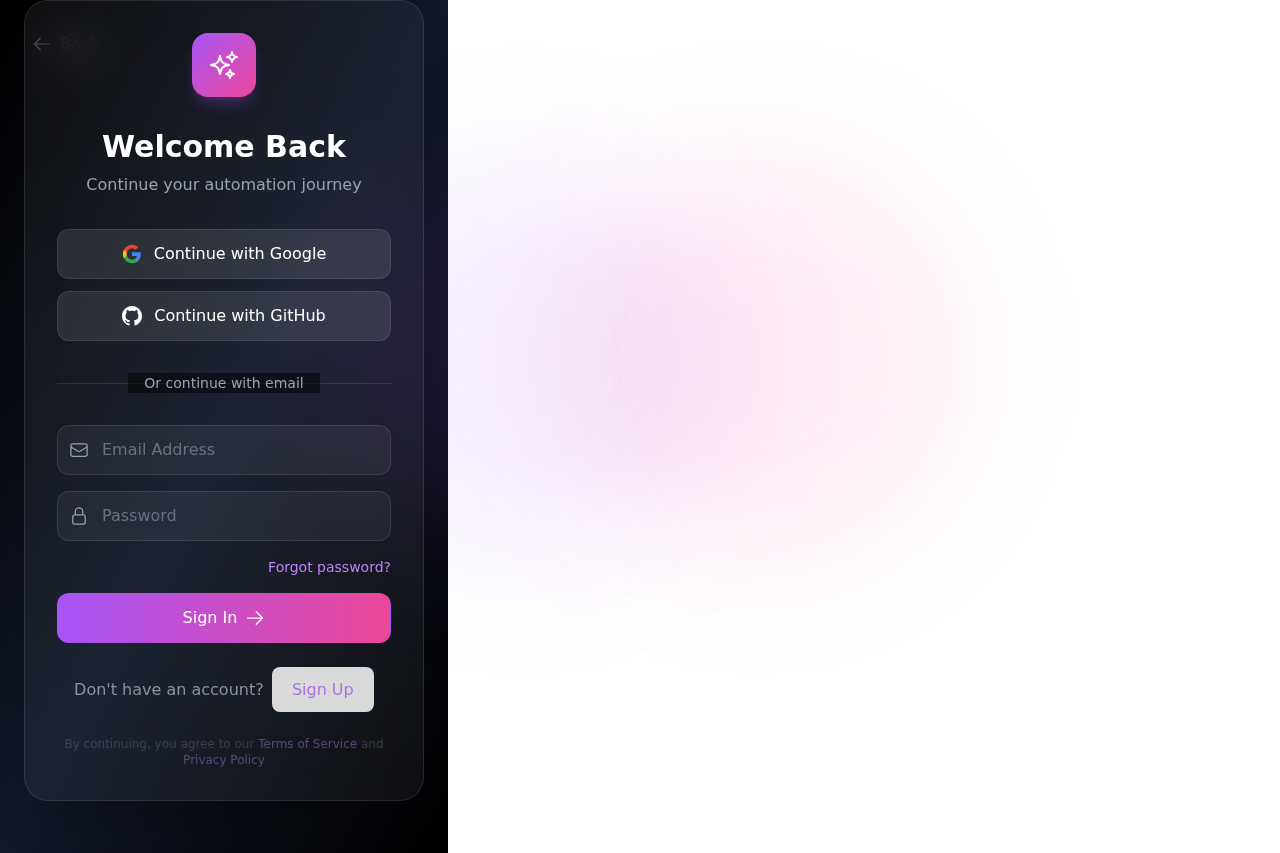 Back
Welcome Back
Continue your automation journey
Continue with Google
Continue with GitHub
Or continue with email
Email Address
Password
Forgot password?
Sign In
Don't have an account? Sign Up
By continuing, you agree to our Terms of Service and
Privacy Policy